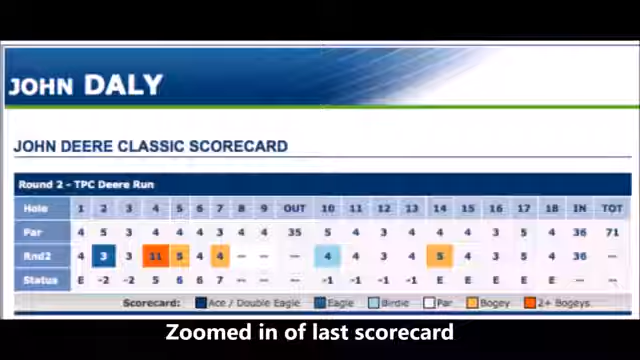 JOHN DALY
JOHN DEERE CLASSIC SCORECARD
Round 2 - TPC Deere Run
Hole 1 2 3 4 5 6 7 8 9 OUT 10 11 12 13 14 15 16 17 18 IN TOT
Par 4 5 3 4 4 4 3 4 4 35 5 4 3 4 4 4 3 5 4 36 71
Rnd2 4 3 3 11 5 4 4 -- -- -- 4 4 3 4 5 4 3 5 4 36 --
Status E -2 -2 5 6 6 7 -- -- -- -1 -1 -1 -1 E E E E E -- --
Scorecard: Ace / Double Eagle Eagle Birdie Par Bogey 2+ Bogeys
Zoomed in of last scorecard